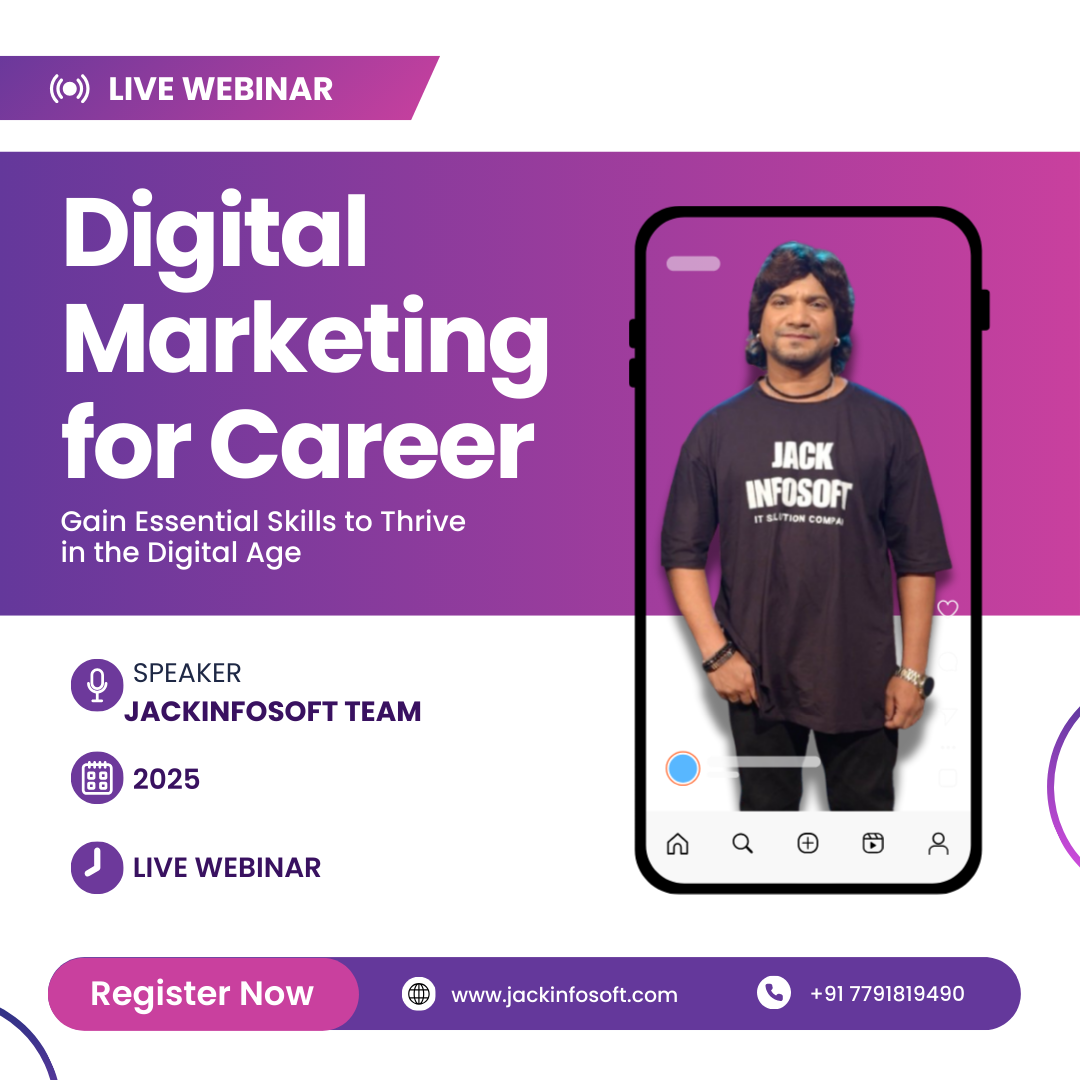 LIVE WEBINAR
Digital
Marketing
for Career
Gain Essential Skills to Thrive
in the Digital Age
JACK
INFOSOFT
IT SOLUTION COMPA
SPEAKER
JACKINFOSOFT TEAM
2025
LIVE WEBINAR
Register Now
www.jackinfosoft.com
+91 7791819490